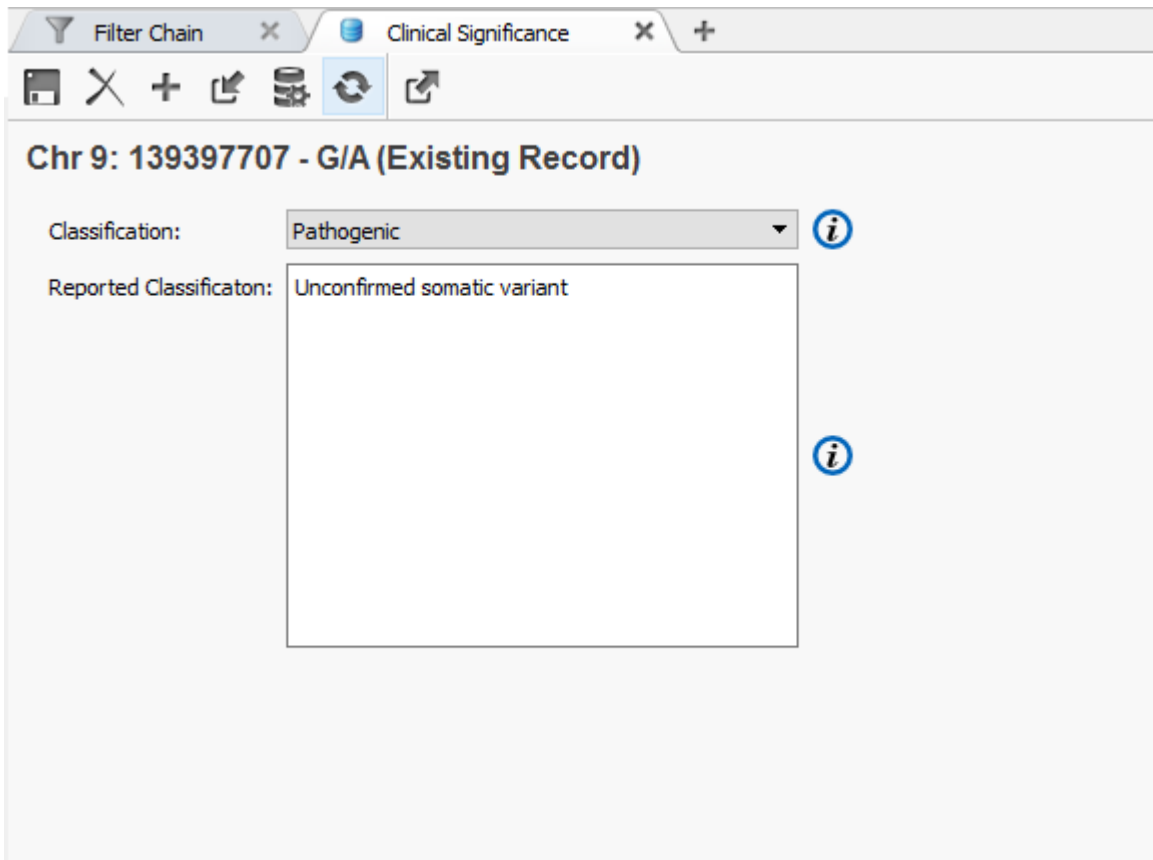 Filter Chain
Clinical Significance
Chr 9: 139397707 - G/A (Existing Record)
Classification: Pathogenic
Reported Classificaton: Unconfirmed somatic variant